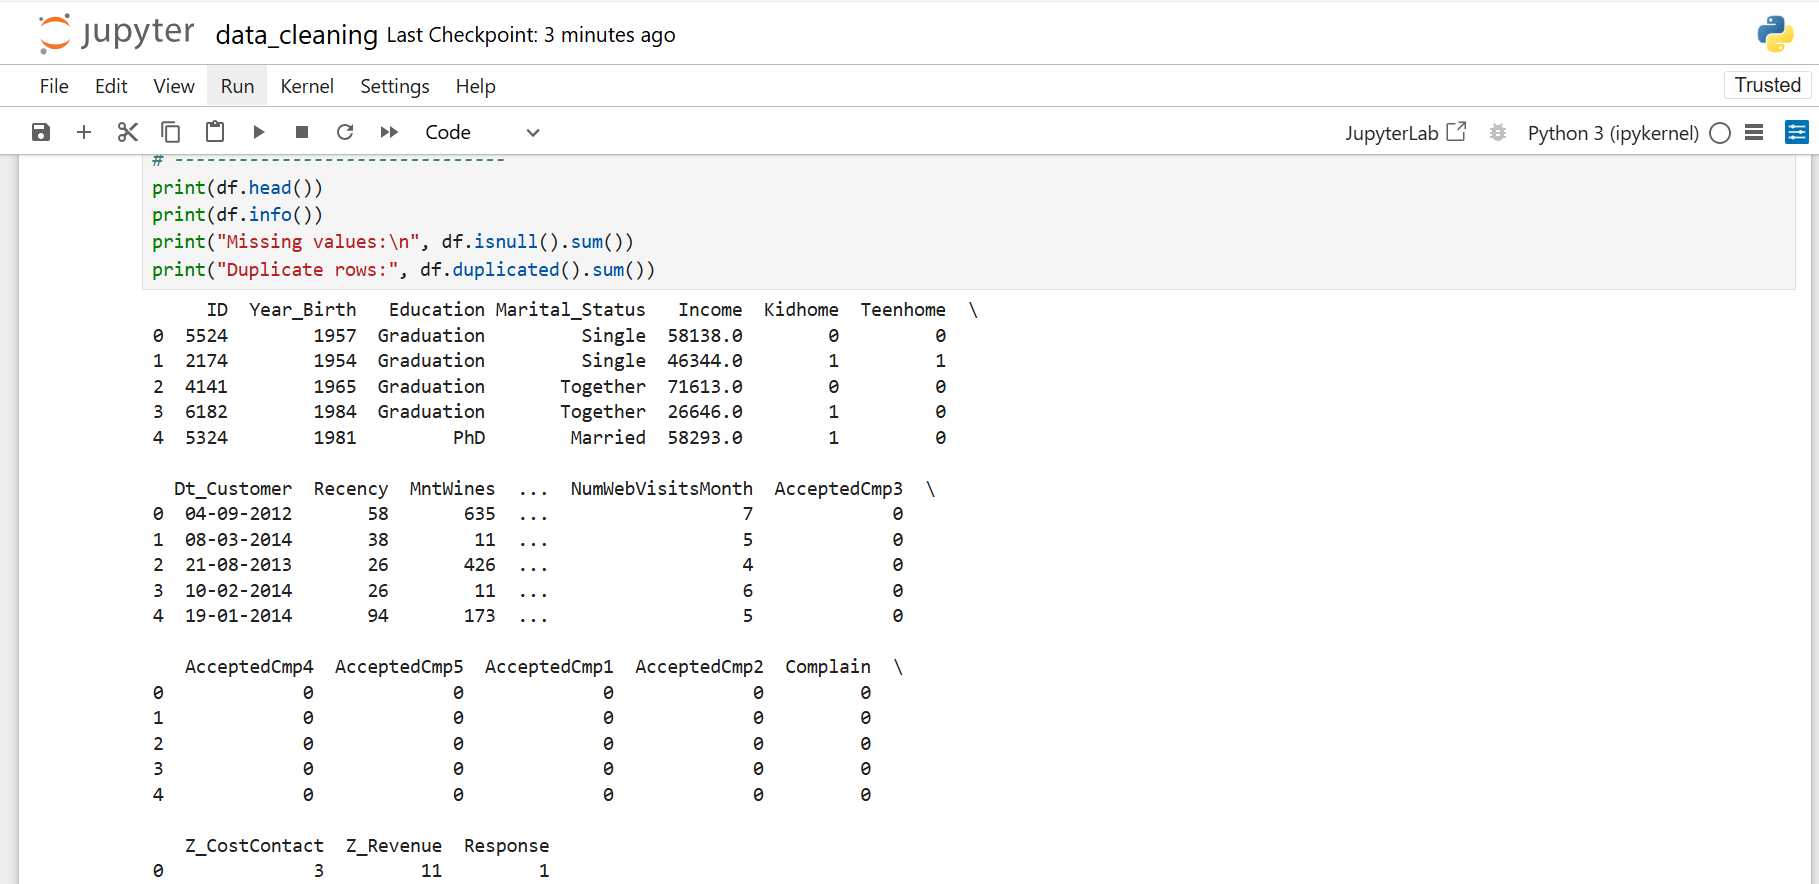 jupyter data_cleaning Last Checkpoint: 3 minutes ago
File Edit View Run Kernel Settings Help Trusted
Code JupyterLab Python 3 (ipykernel)
# -------------------------------
print(df.head())
print(df.info())
print("Missing values:\n", df.isnull().sum())
print("Duplicate rows:", df.duplicated().sum())
ID Year_Birth Education Marital_Status Income Kidhome Teenhome \
0 5524 1957 Graduation Single 58138.0 0 0
1 2174 1954 Graduation Single 46344.0 1 1
2 4141 1965 Graduation Together 71613.0 0 0
3 6182 1984 Graduation Together 26646.0 1 0
4 5324 1981 PhD Married 58293.0 1 0
Dt_Customer Recency MntWines ... NumWebVisitsMonth AcceptedCmp3 \
0 04-09-2012 58 635 ... 7 0
1 08-03-2014 38 11 ... 5 0
2 21-08-2013 26 426 ... 4 0
3 10-02-2014 26 11 ... 6 0
4 19-01-2014 94 173 ... 5 0
AcceptedCmp4 AcceptedCmp5 AcceptedCmp1 AcceptedCmp2 Complain \
0 0 0 0 0 0
1 0 0 0 0 0
2 0 0 0 0 0
3 0 0 0 0 0
4 0 0 0 0 0
Z_CostContact Z_Revenue Response
0 3 11 1